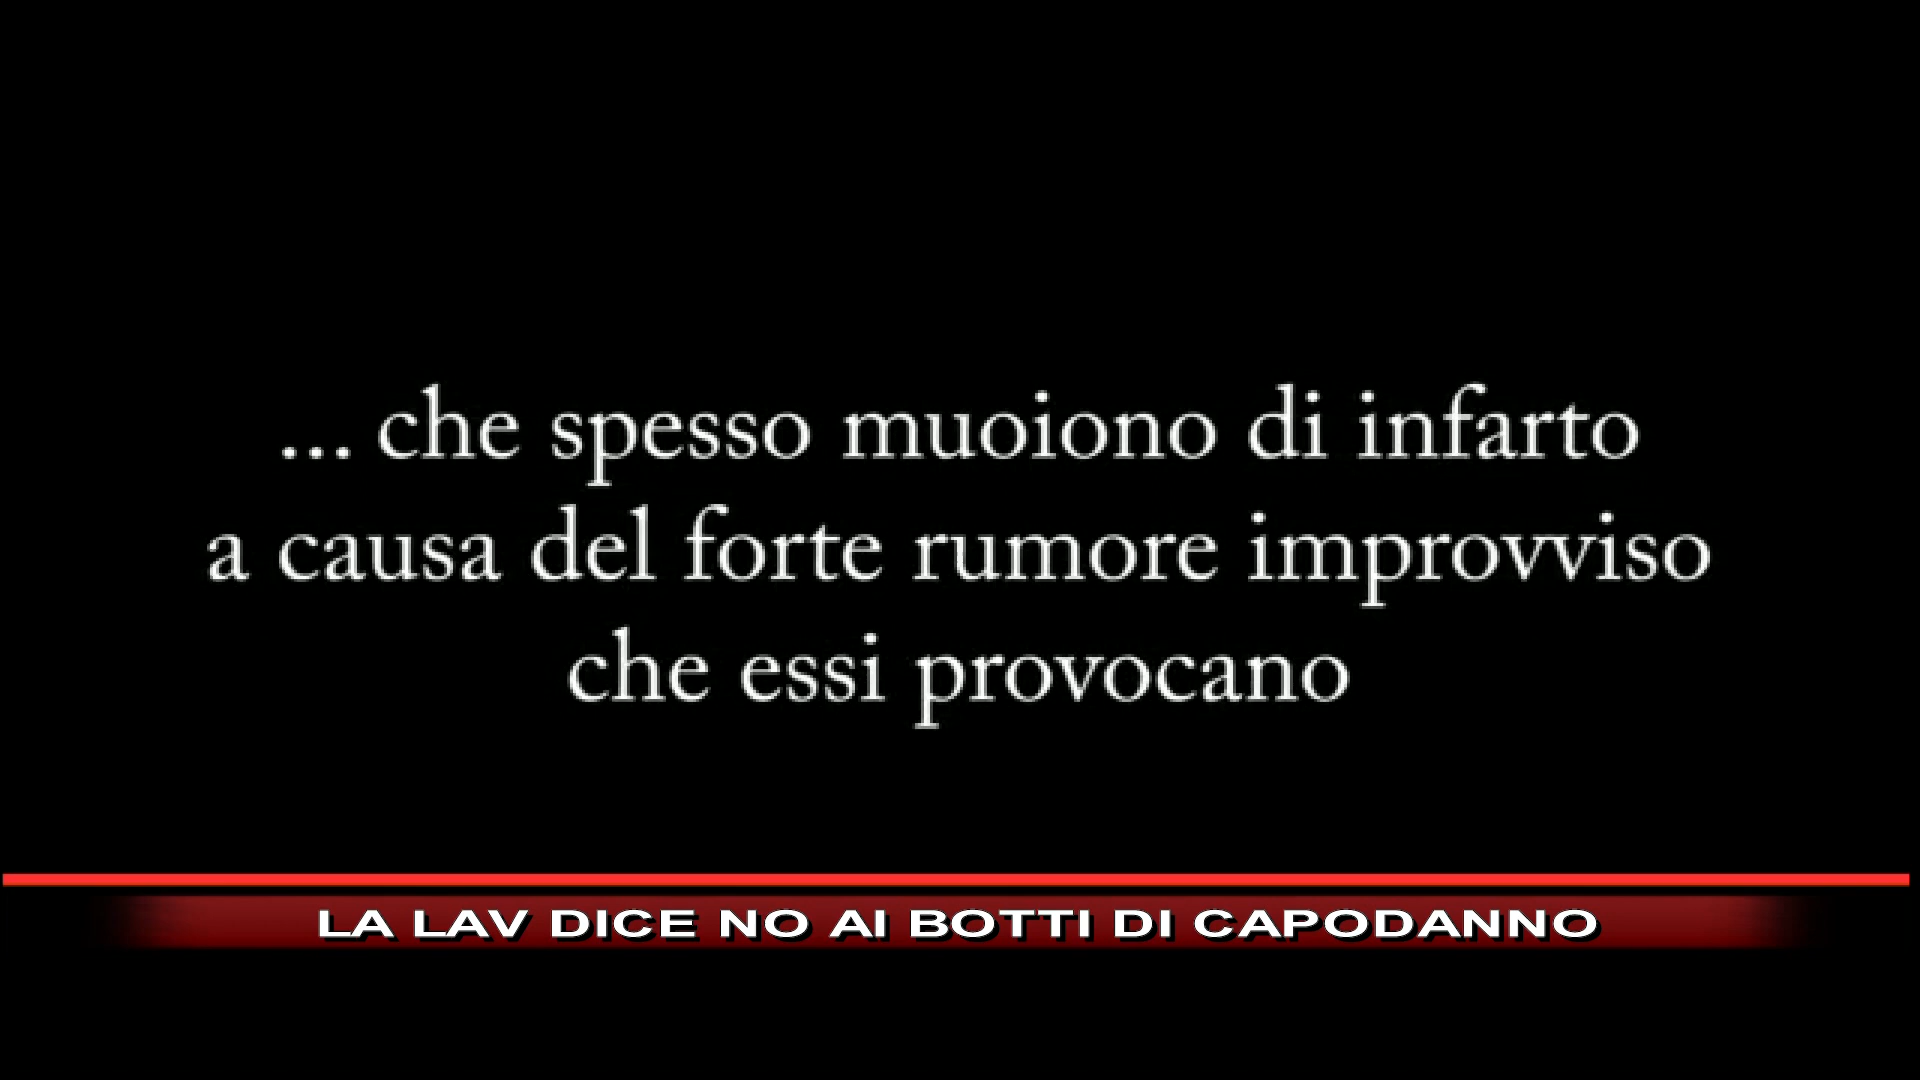 ... che spesso muoiono di infarto
a causa del forte rumore improvviso
che essi provocano
LA LAV DICE NO AI BOTTI DI CAPODANNO